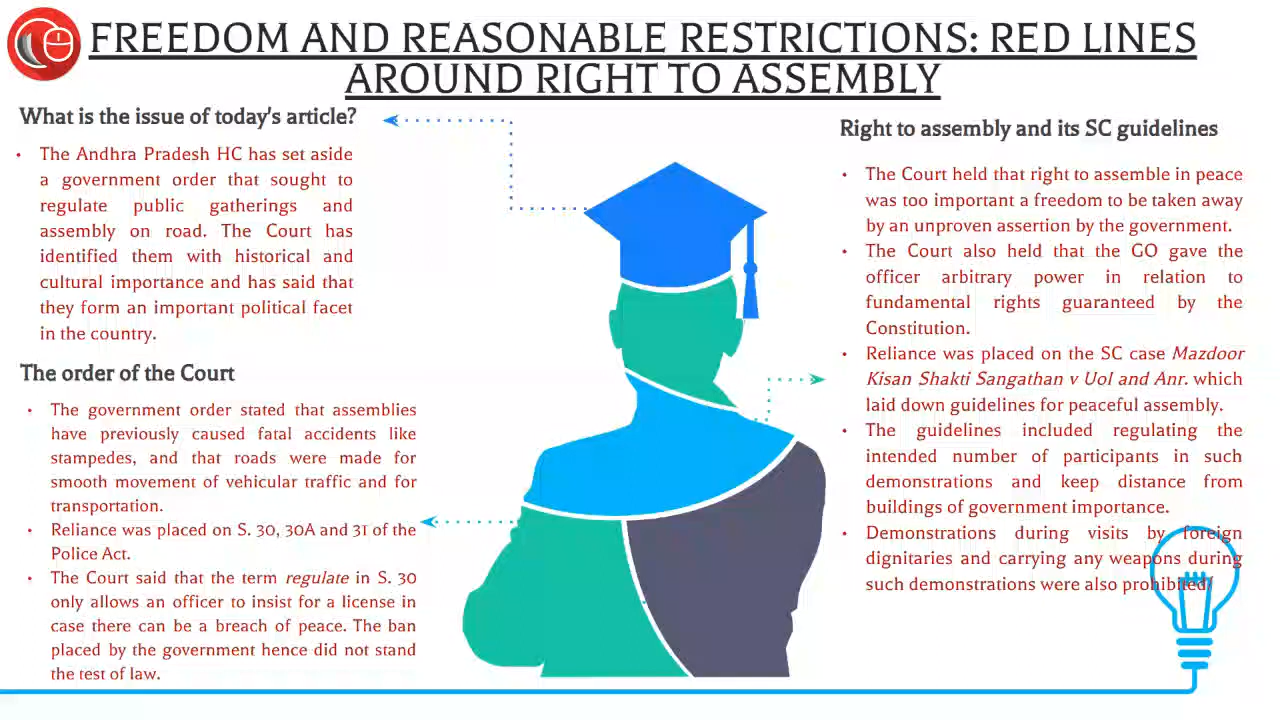 FREEDOM AND REASONABLE RESTRICTIONS: RED LINES
AROUND RIGHT TO ASSEMBLY
What is the issue of today's article?
• The Andhra Pradesh HC has set aside
a government order that sought to
regulate public gatherings and
assembly on road. The Court has
identified them with historical and
cultural importance and has said that
they form an important political facet
in the country.
The order of the Court
• The government order stated that assemblies
have previously caused fatal accidents like
stampedes, and that roads were made for
smooth movement of vehicular traffic and for
transportation.
• Reliance was placed on S. 30, 30A and 31 of the
Police Act.
• The Court said that the term regulate in S. 30
only allows an officer to insist for a license in
case there can be a breach of peace. The ban
placed by the government hence did not stand
the test of law.
Right to assembly and its SC guidelines
• The Court held that right to assemble in peace
was too important a freedom to be taken away
by an unproven assertion by the government.
• The Court also held that the GO gave the
officer arbitrary power in relation to
fundamental rights guaranteed by the
Constitution.
• Reliance was placed on the SC case Mazdoor
Kisan Shakti Sangathan v UoI and Anr. which
laid down guidelines for peaceful assembly.
• The guidelines included regulating the
intended number of participants in such
demonstrations and keep distance from
buildings of government importance.
• Demonstrations during visits by foreign
dignitaries and carrying any weapons during
such demonstrations were also prohibited/